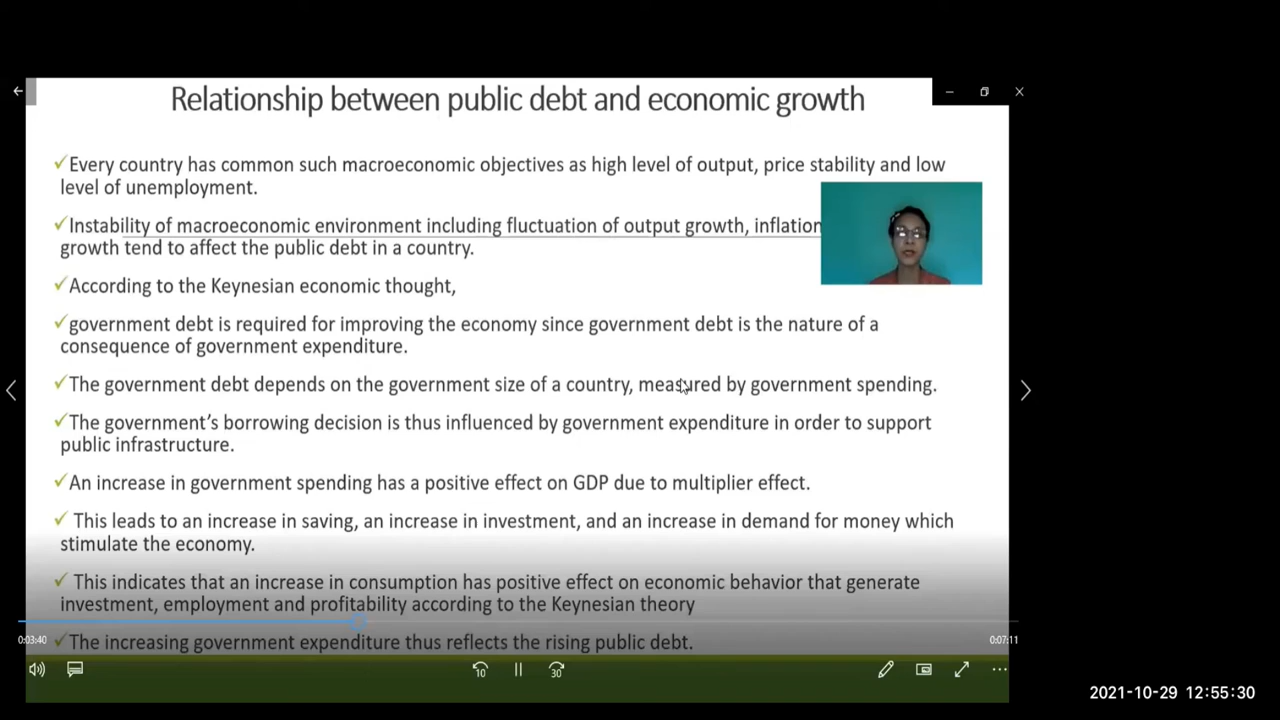 Relationship between public debt and economic growth
Every country has common such macroeconomic objectives as high level of output, price stability and low
level of unemployment.
Instability of macroeconomic environment including fluctuation of output growth, inflation
growth tend to affect the public debt in a country.
According to the Keynesian economic thought,
government debt is required for improving the economy since government debt is the nature of a
consequence of government expenditure.
The government debt depends on the government size of a country, measured by government spending.
The government’s borrowing decision is thus influenced by government expenditure in order to support
public infrastructure.
An increase in government spending has a positive effect on GDP due to multiplier effect.
This leads to an increase in saving, an increase in investment, and an increase in demand for money which
stimulate the economy.
This indicates that an increase in consumption has positive effect on economic behavior that generate
investment, employment and profitability according to the Keynesian theory
0:03:40
0:07:11
The increasing government expenditure thus reflects the rising public debt.
10
30
2021-10-29 12:55:30